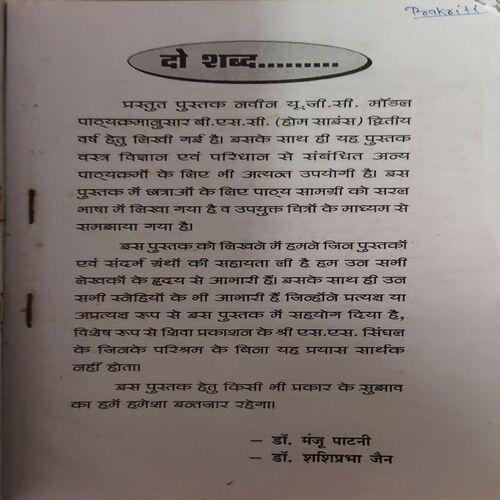 Prakriti
दो शब्द.........
प्रस्तुत पुस्तक नवीन यू.जी.सी. मॉडल
पाठ्यक्रमानुसार बी.एस.सी. (होम साइंस) द्वितीय
वर्ष हेतु लिखी गई है। इसके साथ ही यह पुस्तक
वस्त्र विज्ञान एवं परिधान से संबंधित अन्य
पाठ्यक्रमों के लिए भी अत्यन्त उपयोगी है। इस
पुस्तक में छात्राओं के लिए पाठ्य सामग्री को सरल
भाषा में लिखा गया है व उपयुक्त चित्रों के माध्यम से
समझाया गया है।
इस पुस्तक को लिखने में हमने जिन पुस्तकों
एवं संदर्भ ग्रंथों की सहायता ली है हम उन सभी
लेखकों के हृदय से आभारी हैं। इसके साथ ही उन
सभी स्नेहियों के भी आभारी हैं जिन्होंने प्रत्यक्ष या
अप्रत्यक्ष रूप से इस पुस्तक में सहयोग दिया है,
विशेष रूप से शिवा प्रकाशन के श्री एस.एस. सिंघल
के जिनके परिश्रम के बिना यह प्रयास सार्थक
नहीं होता।
इस पुस्तक हेतु किसी भी प्रकार के सुझाव
का हमें हमेशा इन्तजार रहेगा।
– डॉ. मंजू पाटनी
– डॉ. शशिप्रभा जैन